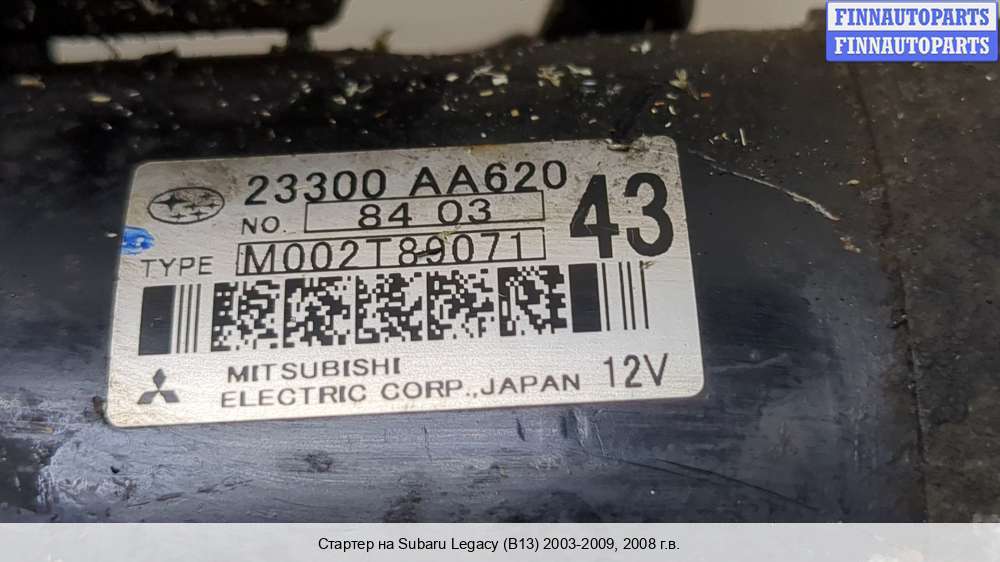 FINNAUTOPARTS
FINNAUTOPARTS
23300 AA620
NO. 84 03
43
TYPE M002T89071
MITSUBISHI
ELECTRIC CORP.,JAPAN 12V
Стартер на Subaru Legacy (B13) 2003-2009, 2008 г.в.